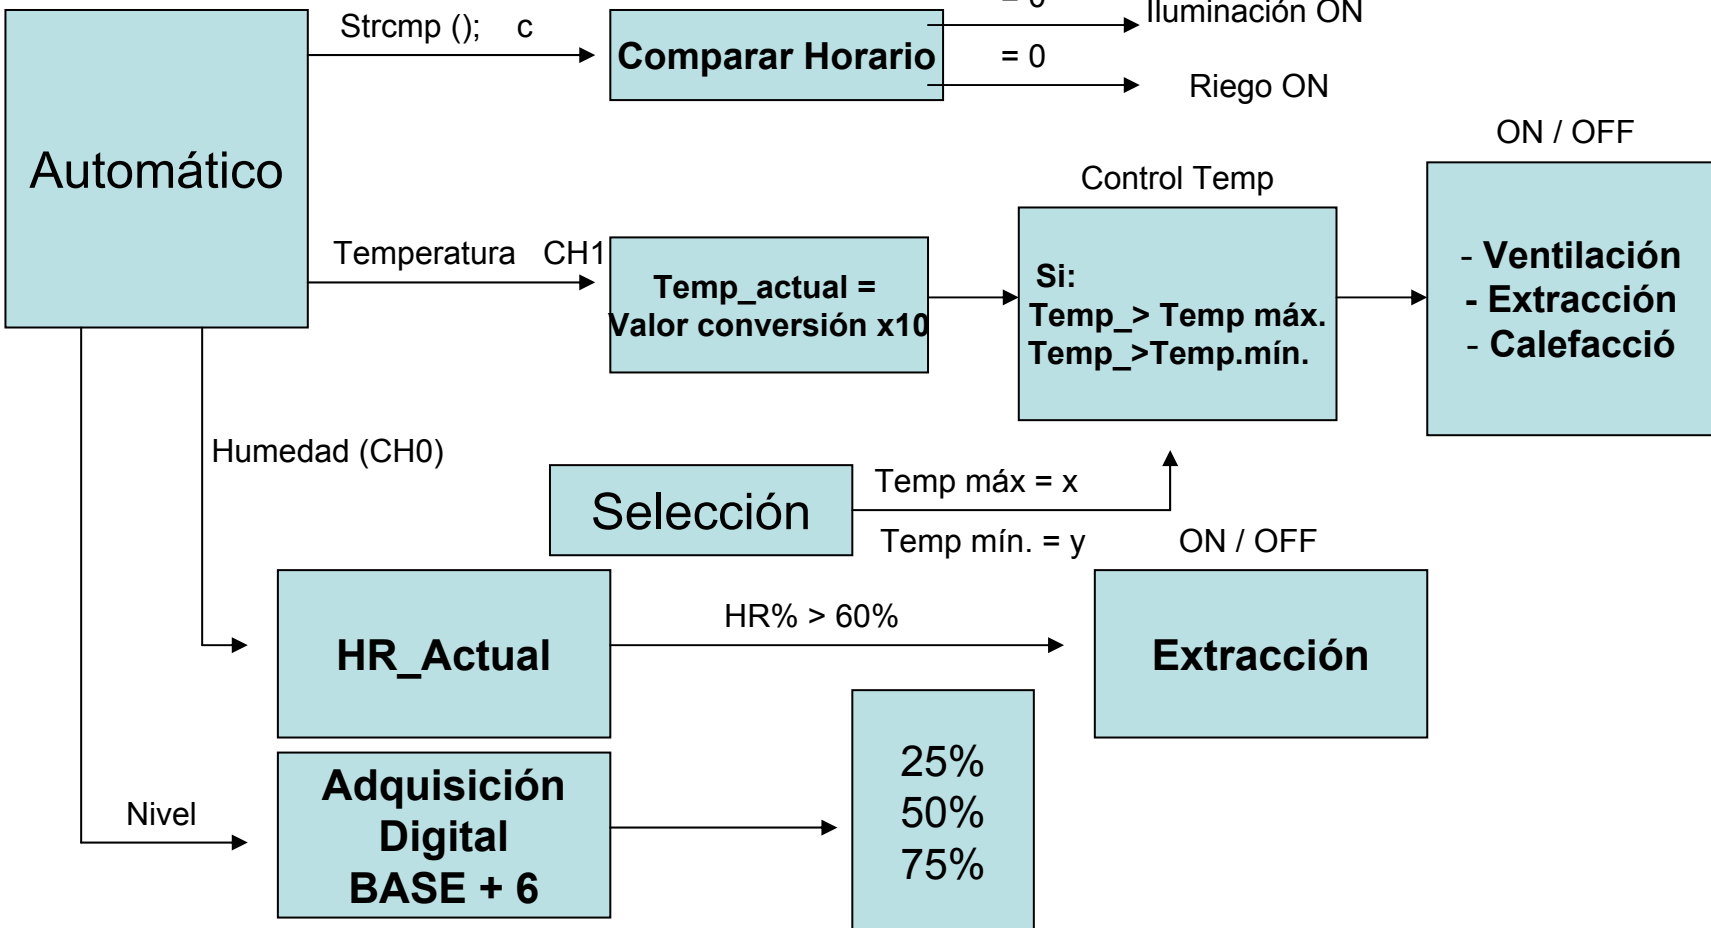 = 0
Iluminación ON
Strcmp (); c
Comparar Horario
= 0
Riego ON
Automático
ON / OFF
Control Temp
Temperatura CH1
Temp_actual =
Valor conversión x10
Si:
Temp_> Temp máx.
Temp_>Temp.mín.
- Ventilación
- Extracción
- Calefacció
Humedad (CH0)
Selección
Temp máx = x
Temp mín. = y
ON / OFF
HR_Actual
HR% > 60%
Extracción
Nivel
Adquisición
Digital
BASE + 6
25%
50%
75%